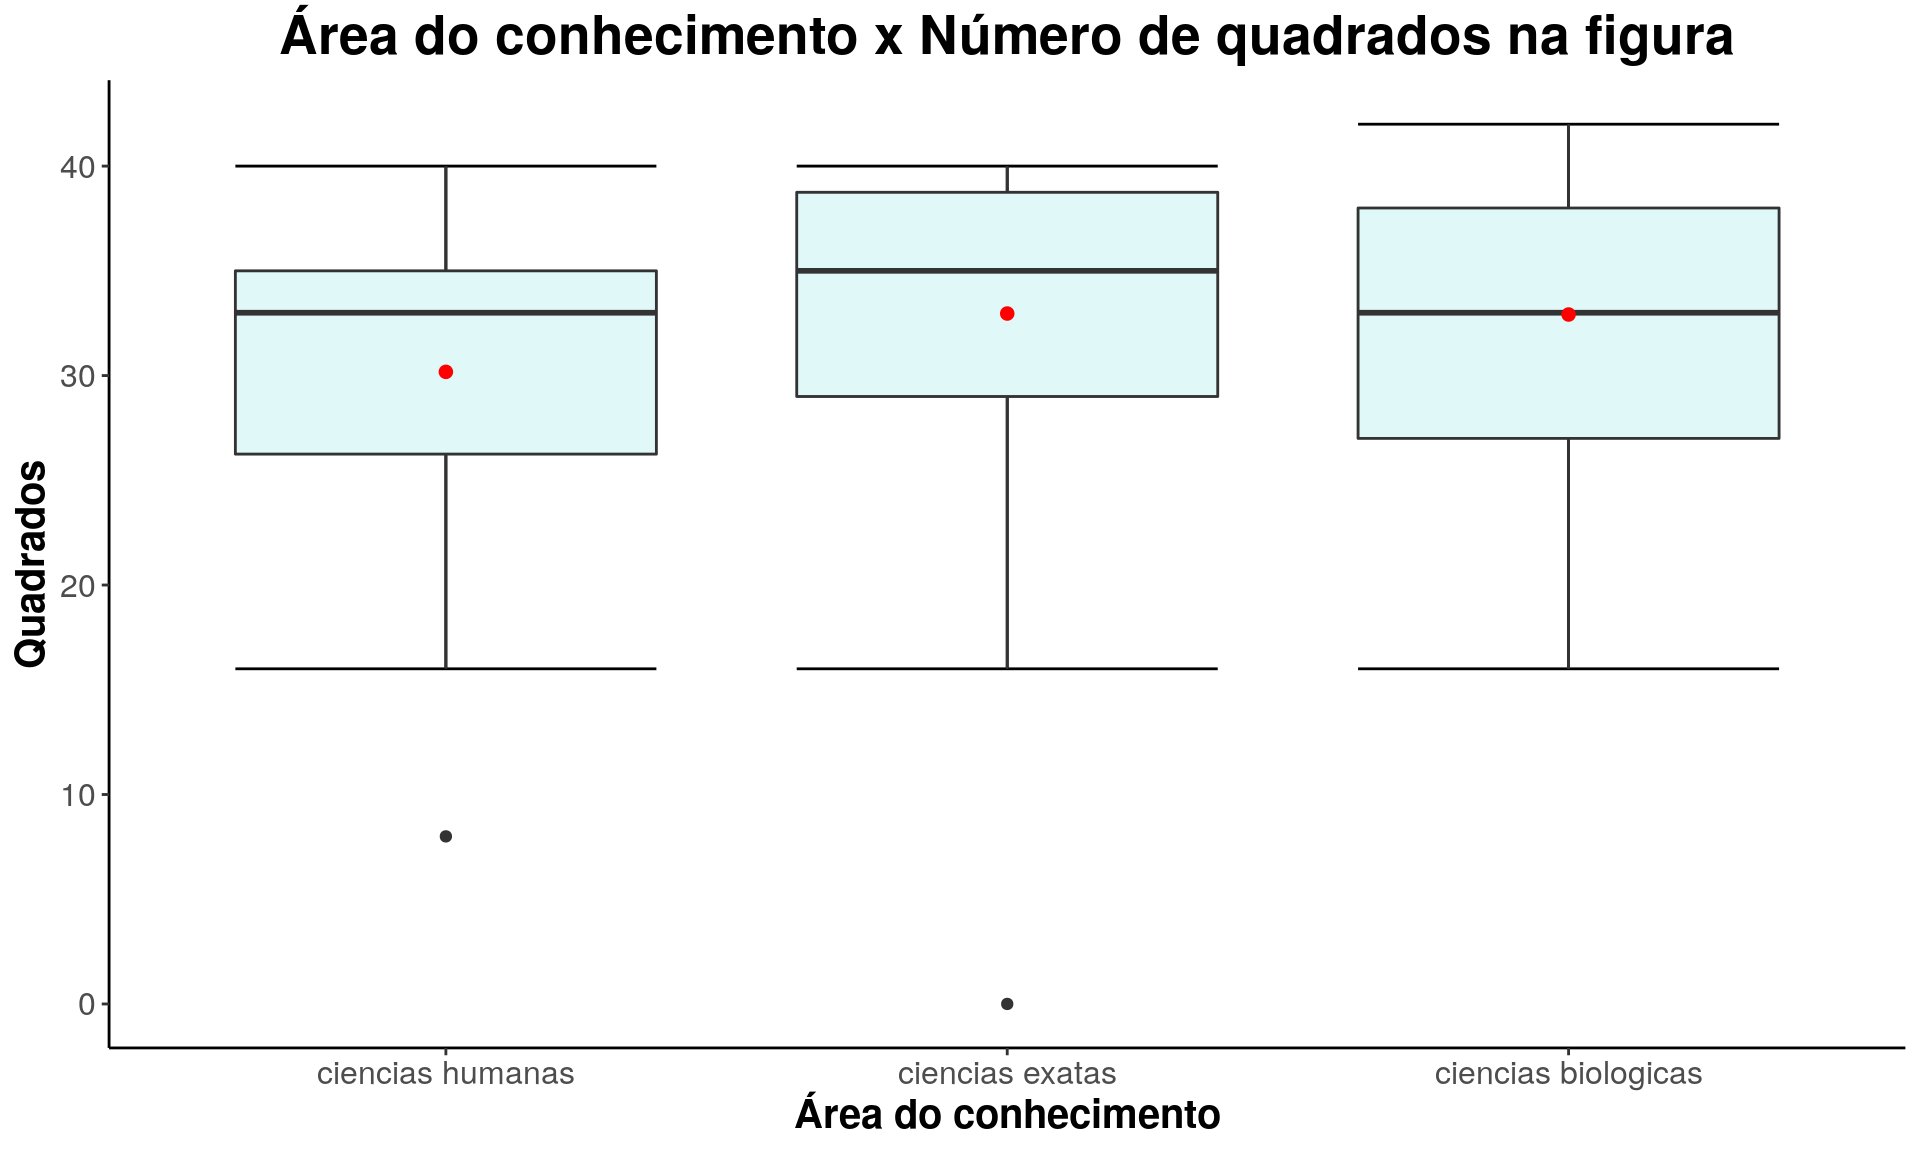 Área do conhecimento x Número de quadrados na figura
Quadrados
40
30
20
10
0
ciencias humanas
ciencias exatas
ciencias biologicas
Área do conhecimento